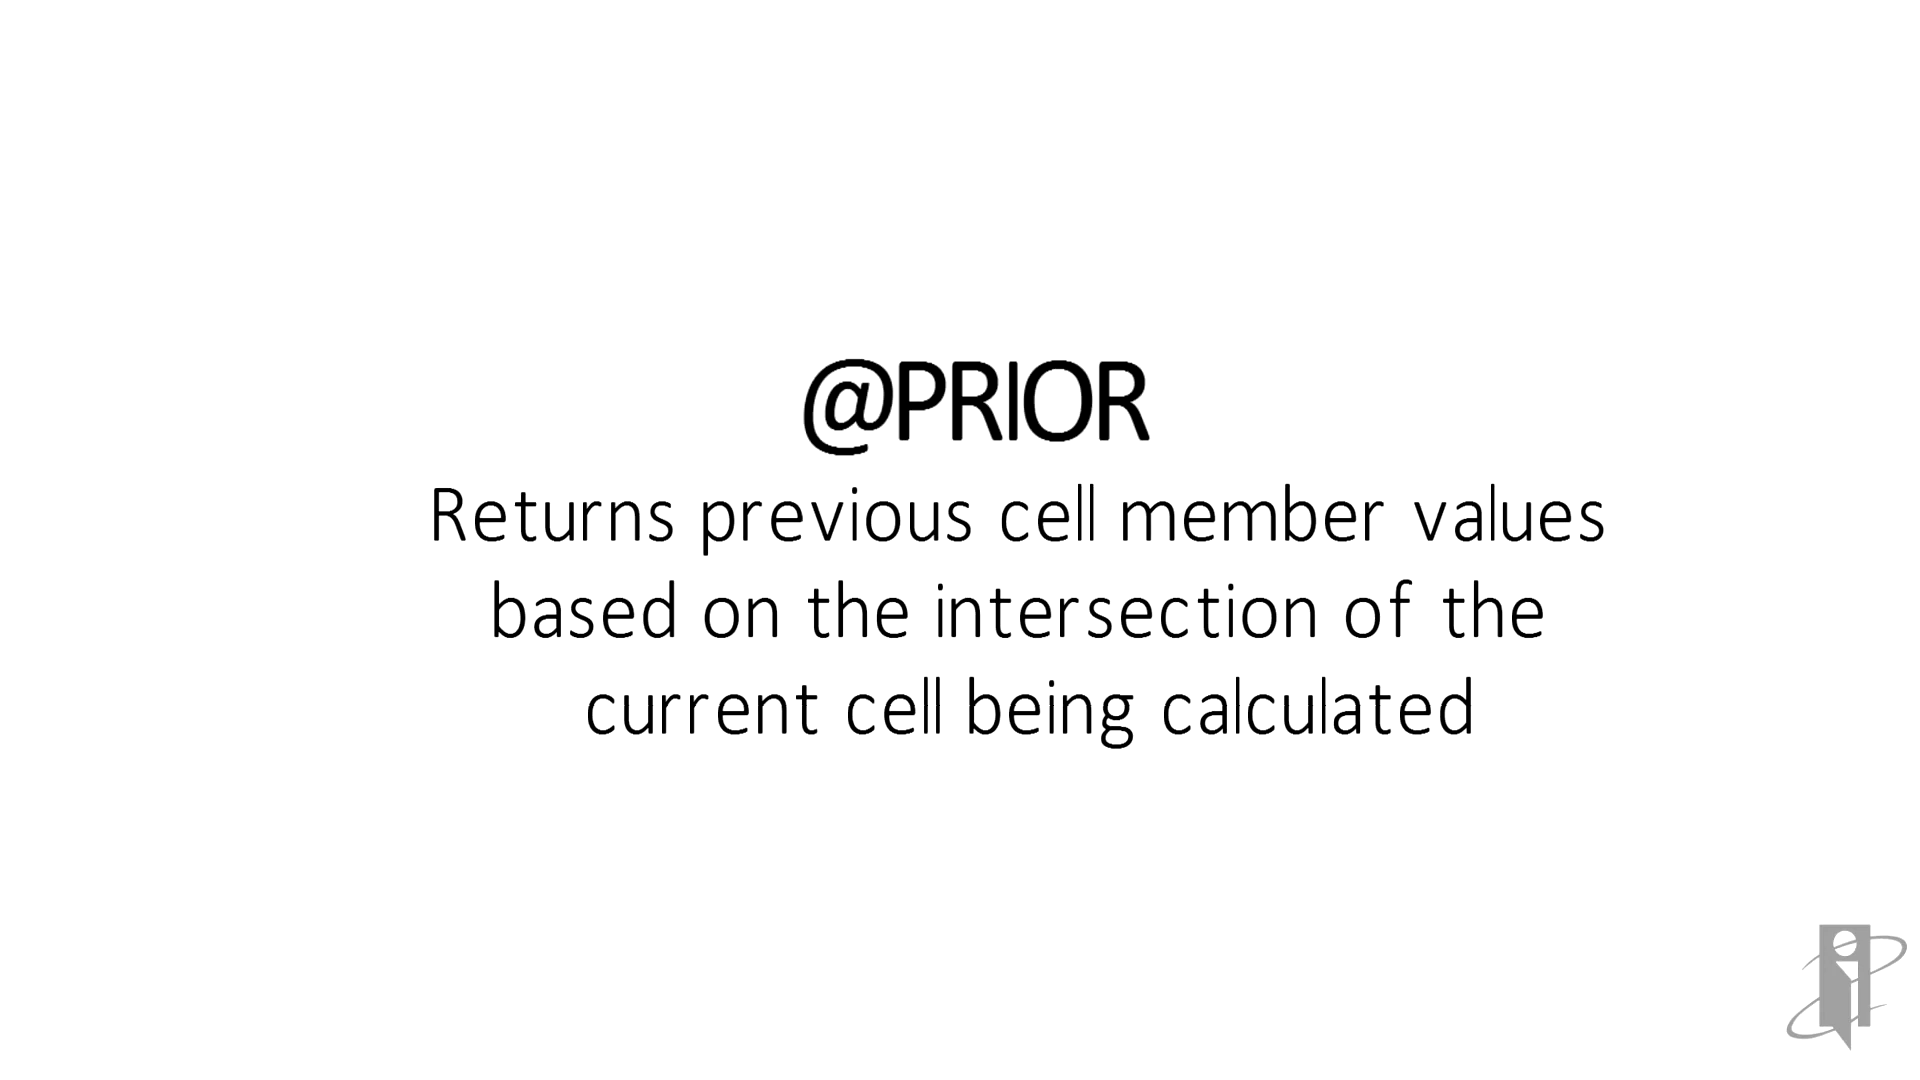 @PRIOR
Returns previous cell member values
based on the intersection of the
current cell being calculated